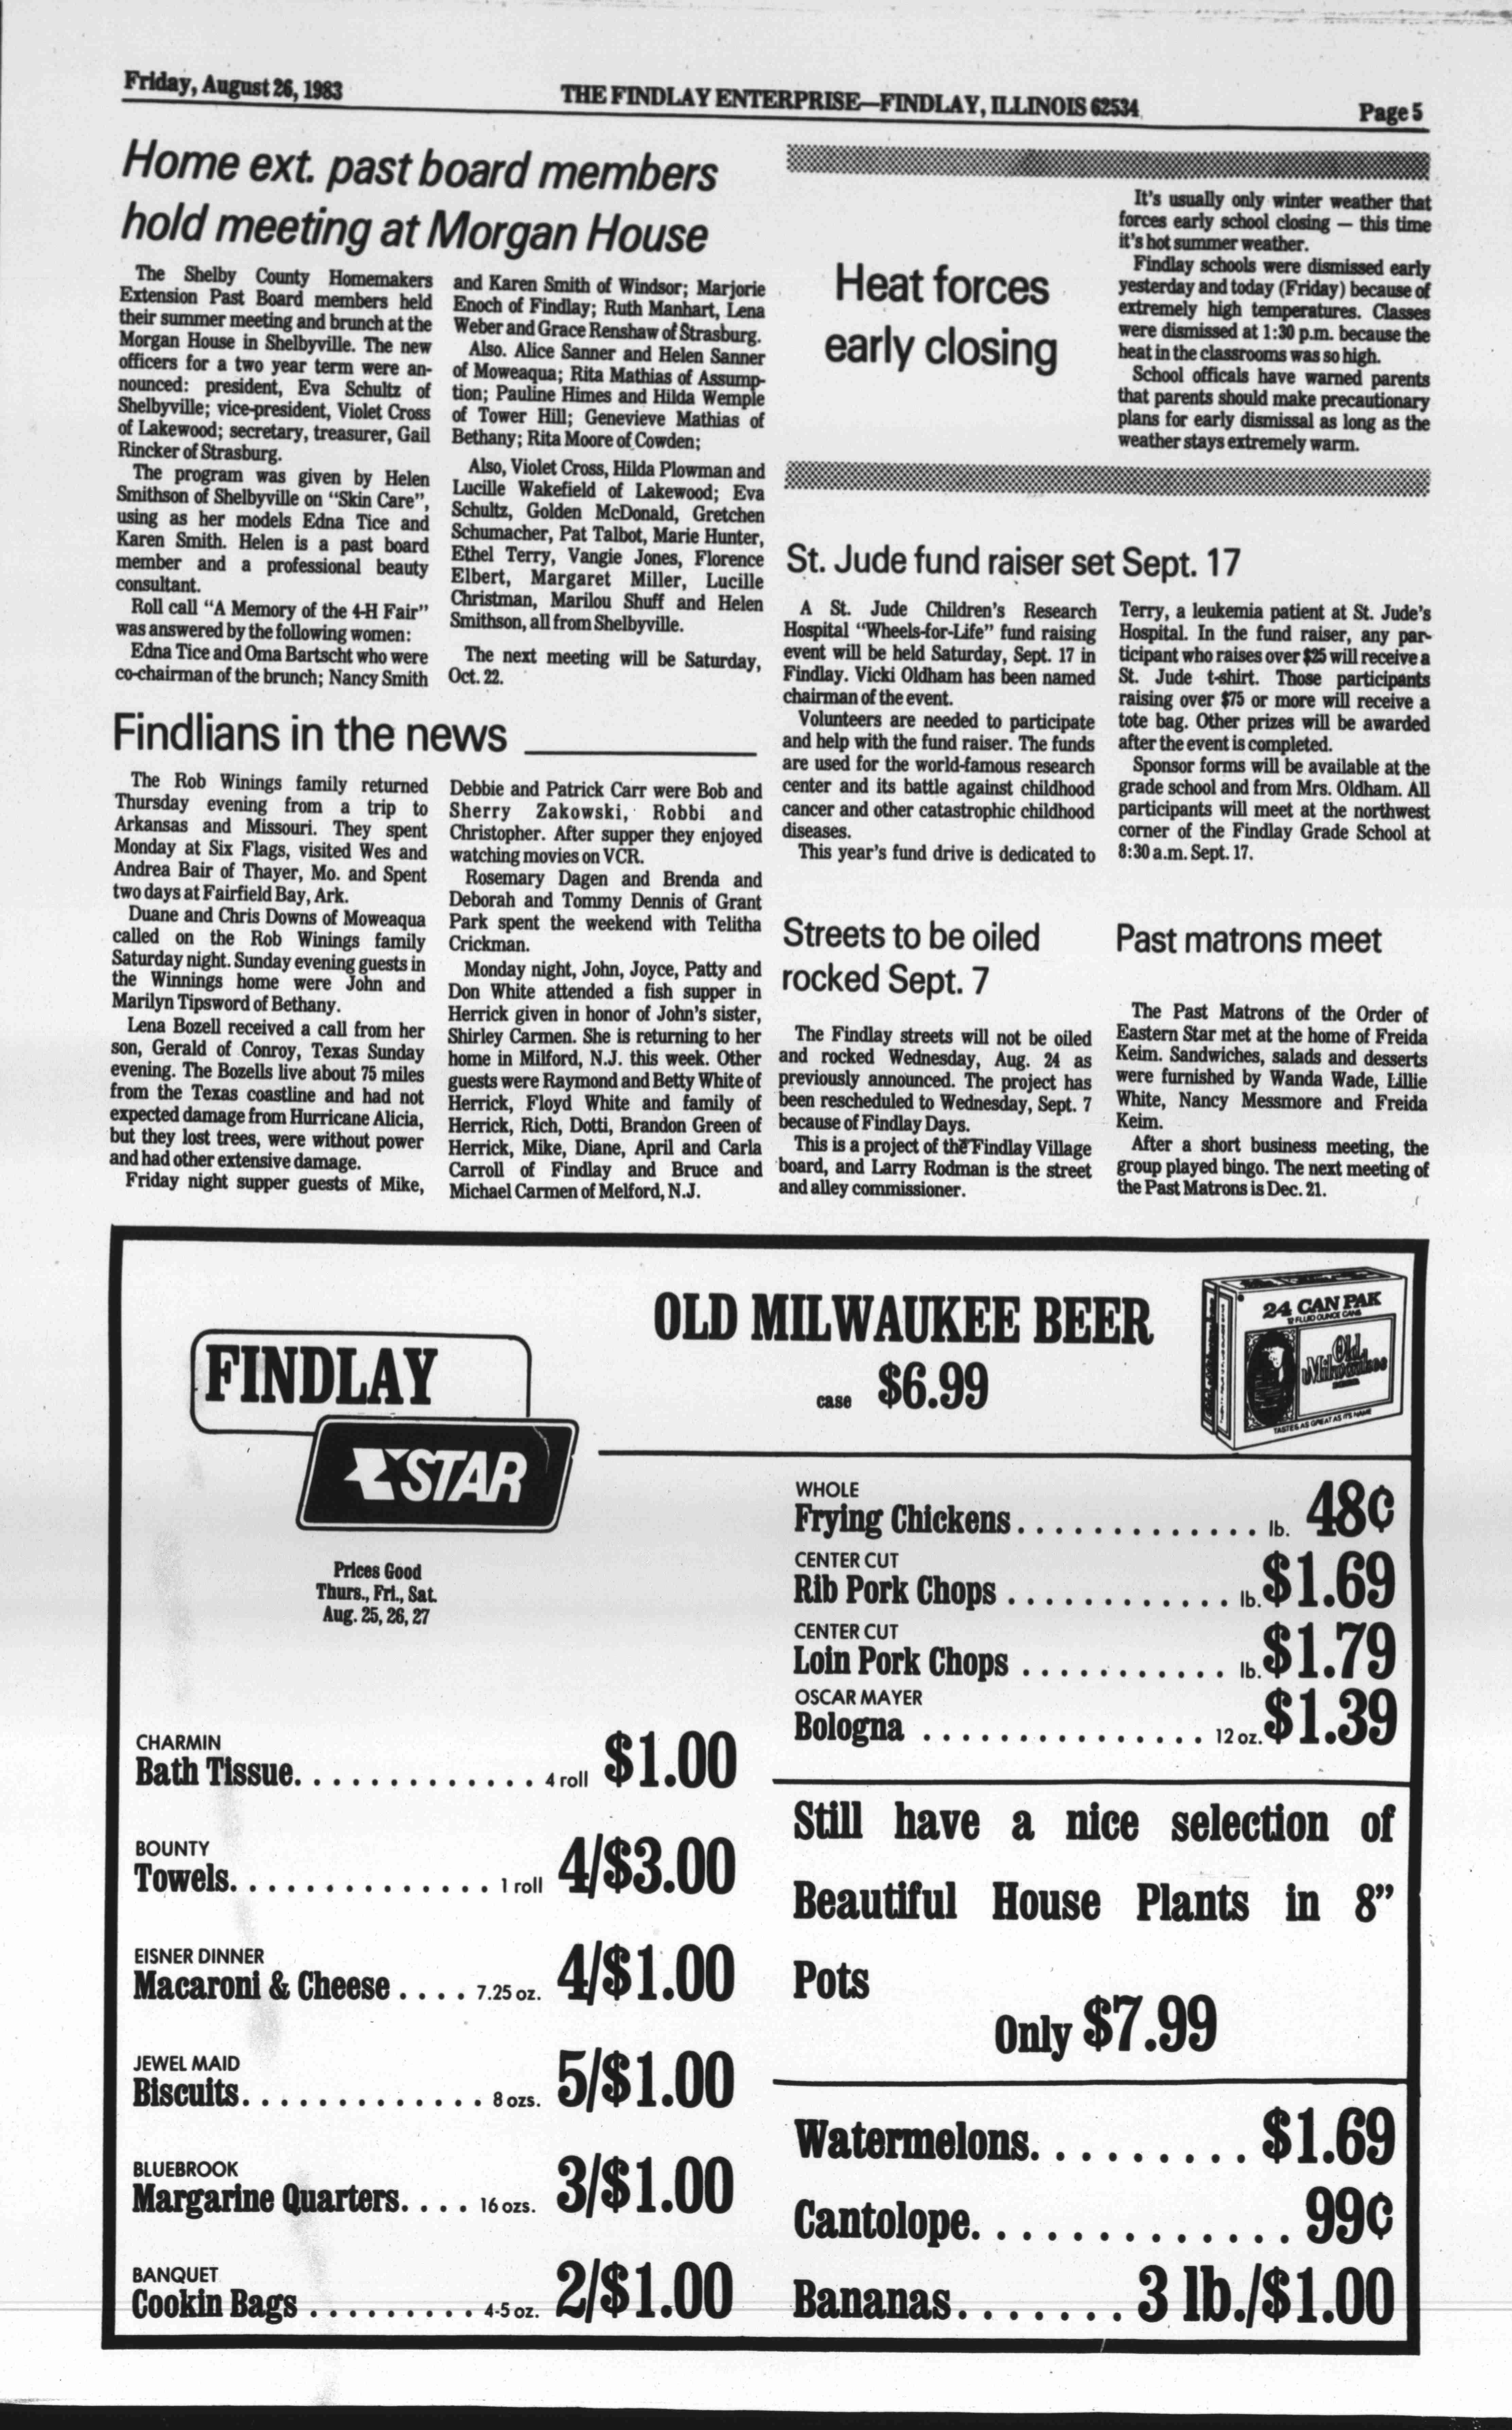 Friday, August 26, 1983
THE FINDLAY ENTERPRISE—FINDLAY, ILLINOIS 62534
Page 5
Home ext. past board members
hold meeting at Morgan House
The Shelby County Homemakers
Extension Past Board members held
their summer meeting and brunch at the
Morgan House in Shelbyville. The new
officers for a two year term were an-
nounced: president, Eva Schultz of
Shelbyville; vice-president, Violet Cross
of Lakewood; secretary, treasurer, Gail
Rincker of Strasburg.
The program was given by Helen
Smithson of Shelbyville on "Skin Care",
using as her models Edna Tice and
Karen Smith. Helen is a past board
member and a professional beauty
consultant.
Roll call "A Memory of the 4-H Fair"
was answered by the following women:
Edna Tice and Oma Bartscht who were
co-chairman of the brunch; Nancy Smith
and Karen Smith of Windsor; Marjorie
Enoch of Findlay; Ruth Manhart, Lena
Weber and Grace Renshaw of Strasburg.
Also. Alice Sanner and Helen Sanner
of Moweaqua; Rita Mathias of Assump-
tion; Pauline Himes and Hilda Wemple
of Tower Hill; Genevieve Mathias of
Bethany; Rita Moore of Cowden;
Also, Violet Cross, Hilda Plowman and
Lucille Wakefield of Lakewood; Eva
Schultz, Golden McDonald, Gretchen
Schumacher, Pat Talbot, Marie Hunter,
Ethel Terry, Vangie Jones, Florence
Elbert, Margaret Miller, Lucille
Christman, Marilou Shuff and Helen
Smithson, all from Shelbyville.
The next meeting will be Saturday,
Oct. 22.
Heat forces
early closing
It's usually only winter weather that
forces early school closing — this time
it's hot summer weather.
Findlay schools were dismissed early
yesterday and today (Friday) because of
extremely high temperatures. Classes
were dismissed at 1:30 p.m. because the
heat in the classrooms was so high.
School officals have warned parents
that parents should make precautionary
plans for early dismissal as long as the
weather stays extremely warm.
St. Jude fund raiser set Sept. 17
A St. Jude Children's Research
Hospital "Wheels-for-Life" fund raising
event will be held Saturday, Sept. 17 in
Findlay. Vicki Oldham has been named
chairman of the event.
Volunteers are needed to participate
and help with the fund raiser. The funds
are used for the world-famous research
center and its battle against childhood
cancer and other catastrophic childhood
diseases.
This year's fund drive is dedicated to
Terry, a leukemia patient at St. Jude's
Hospital. In the fund raiser, any par-
ticipant who raises over $25 will receive a
St. Jude t-shirt. Those participants
raising over $75 or more will receive a
tote bag. Other prizes will be awarded
after the event is completed.
Sponsor forms will be available at the
grade school and from Mrs. Oldham. All
participants will meet at the northwest
corner of the Findlay Grade School at
8:30 a.m. Sept. 17.
Findlians in the news
The Rob Winings family returned
Thursday evening from a trip to
Arkansas and Missouri. They spent
Monday at Six Flags, visited Wes and
Andrea Bair of Thayer, Mo. and Spent
two days at Fairfield Bay, Ark.
Duane and Chris Downs of Moweaqua
called on the Rob Winings family
Saturday night. Sunday evening guests in
the Winnings home were John and
Marilyn Tipsword of Bethany.
Lena Bozell received a call from her
son, Gerald of Conroy, Texas Sunday
evening. The Bozells live about 75 miles
from the Texas coastline and had not
expected damage from Hurricane Alicia,
but they lost trees, were without power
and had other extensive damage.
Friday night supper guests of Mike,
Debbie and Patrick Carr were Bob and
Sherry Zakowski, Robbi and
Christopher. After supper they enjoyed
watching movies on VCR.
Rosemary Dagen and Brenda and
Deborah and Tommy Dennis of Grant
Park spent the weekend with Telitha
Crickman.
Monday night, John, Joyce, Patty and
Don White attended a fish supper in
Herrick given in honor of John's sister,
Shirley Carmen. She is returning to her
home in Milford, N.J. this week. Other
guests were Raymond and Betty White of
Herrick, Floyd White and family of
Herrick, Rich, Dotti, Brandon Green of
Herrick, Mike, Diane, April and Carla
Carroll of Findlay and Bruce and
Michael Carmen of Melford, N.J.
Streets to be oiled
rocked Sept. 7
The Findlay streets will not be oiled
and rocked Wednesday, Aug. 24 as
previously announced. The project has
been rescheduled to Wednesday, Sept. 7
because of Findlay Days.
This is a project of the Findlay Village
board, and Larry Rodman is the street
and alley commissioner.
Past matrons meet
The Past Matrons of the Order of
Eastern Star met at the home of Freida
Keim. Sandwiches, salads and desserts
were furnished by Wanda Wade, Lillie
White, Nancy Messmore and Freida
Keim.
After a short business meeting, the
group played bingo. The next meeting of
the Past Matrons is Dec. 21.
FINDLAY
STAR
Prices Good
Thurs., Fri., Sat.
Aug. 25, 26, 27
OLD MILWAUKEE BEER
case $6.99
24 CAN PAK
12 FLUID OUNCE CANS
Old
Milwaukee
BEER
TASTES AS GREAT AS ITS NAME
WHOLE
Frying Chickens............. lb. 48¢
CENTER CUT
Rib Pork Chops ............ lb. $1.69
CENTER CUT
Loin Pork Chops ........... lb. $1.79
OSCAR MAYER
Bologna ............... 12 oz. $1.39
CHARMIN
Bath Tissue............. 4 roll $1.00
BOUNTY
Towels.............. 1 roll 4/$3.00
EISNER DINNER
Macaroni & Cheese .... 7.25 oz. 4/$1.00
JEWEL MAID
Biscuits............. 8 ozs. 5/$1.00
BLUEBROOK
Margarine Quarters.... 16 ozs. 3/$1.00
BANQUET
Cookin Bags ......... 4-5 oz. 2/$1.00
Still have a nice selection of
Beautiful House Plants in 8"
Pots
Only $7.99
Watermelons......... $1.69
Cantolope.............. 99¢
Bananas....... 3 lb./$1.00